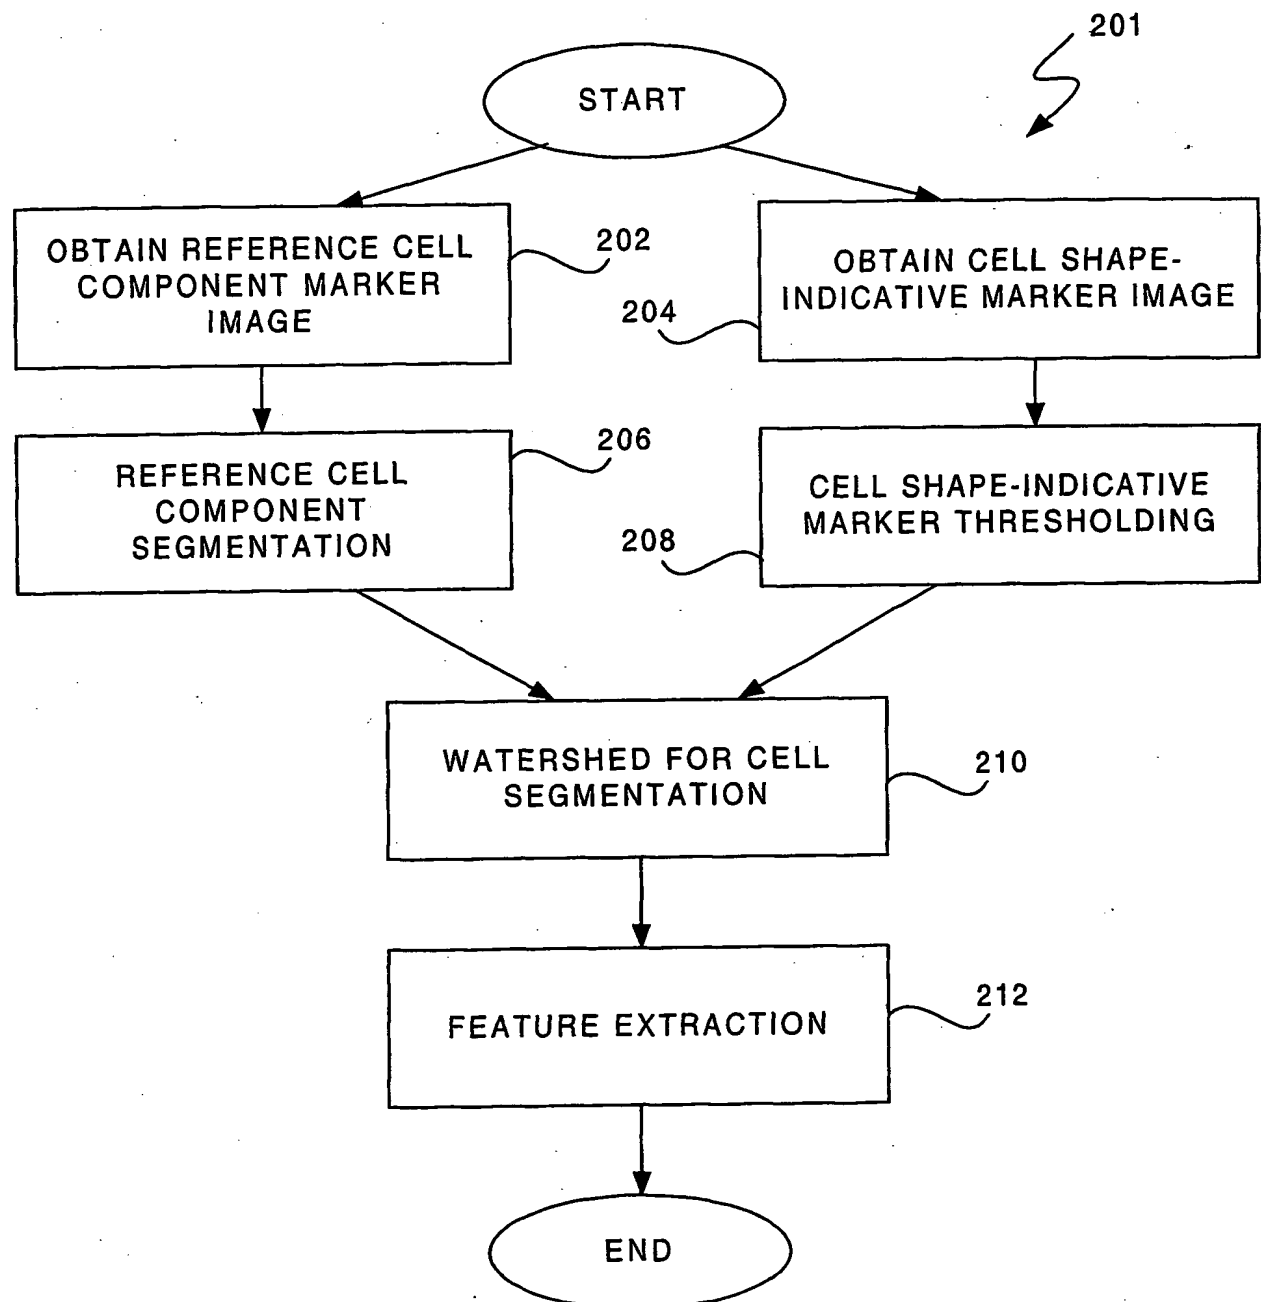 201
START
OBTAIN REFERENCE CELL
COMPONENT MARKER
IMAGE
202
OBTAIN CELL SHAPE-
INDICATIVE MARKER IMAGE
204
REFERENCE CELL
COMPONENT
SEGMENTATION
206
CELL SHAPE-INDICATIVE
MARKER THRESHOLDING
208
WATERSHED FOR CELL
SEGMENTATION
210
FEATURE EXTRACTION
212
END